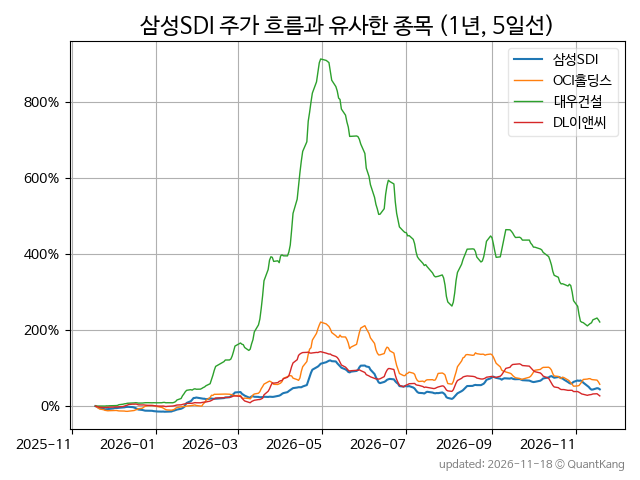 삼성SDI 주가 흐름과 유사한 종목 (1년, 5일선)
삼성SDI
OCI홀딩스
대우건설
DL이앤씨
800%
600%
400%
200%
0%
2025-11 2026-01 2026-03 2026-05 2026-07 2026-09 2026-11
updated: 2026-11-18 © QuantKang